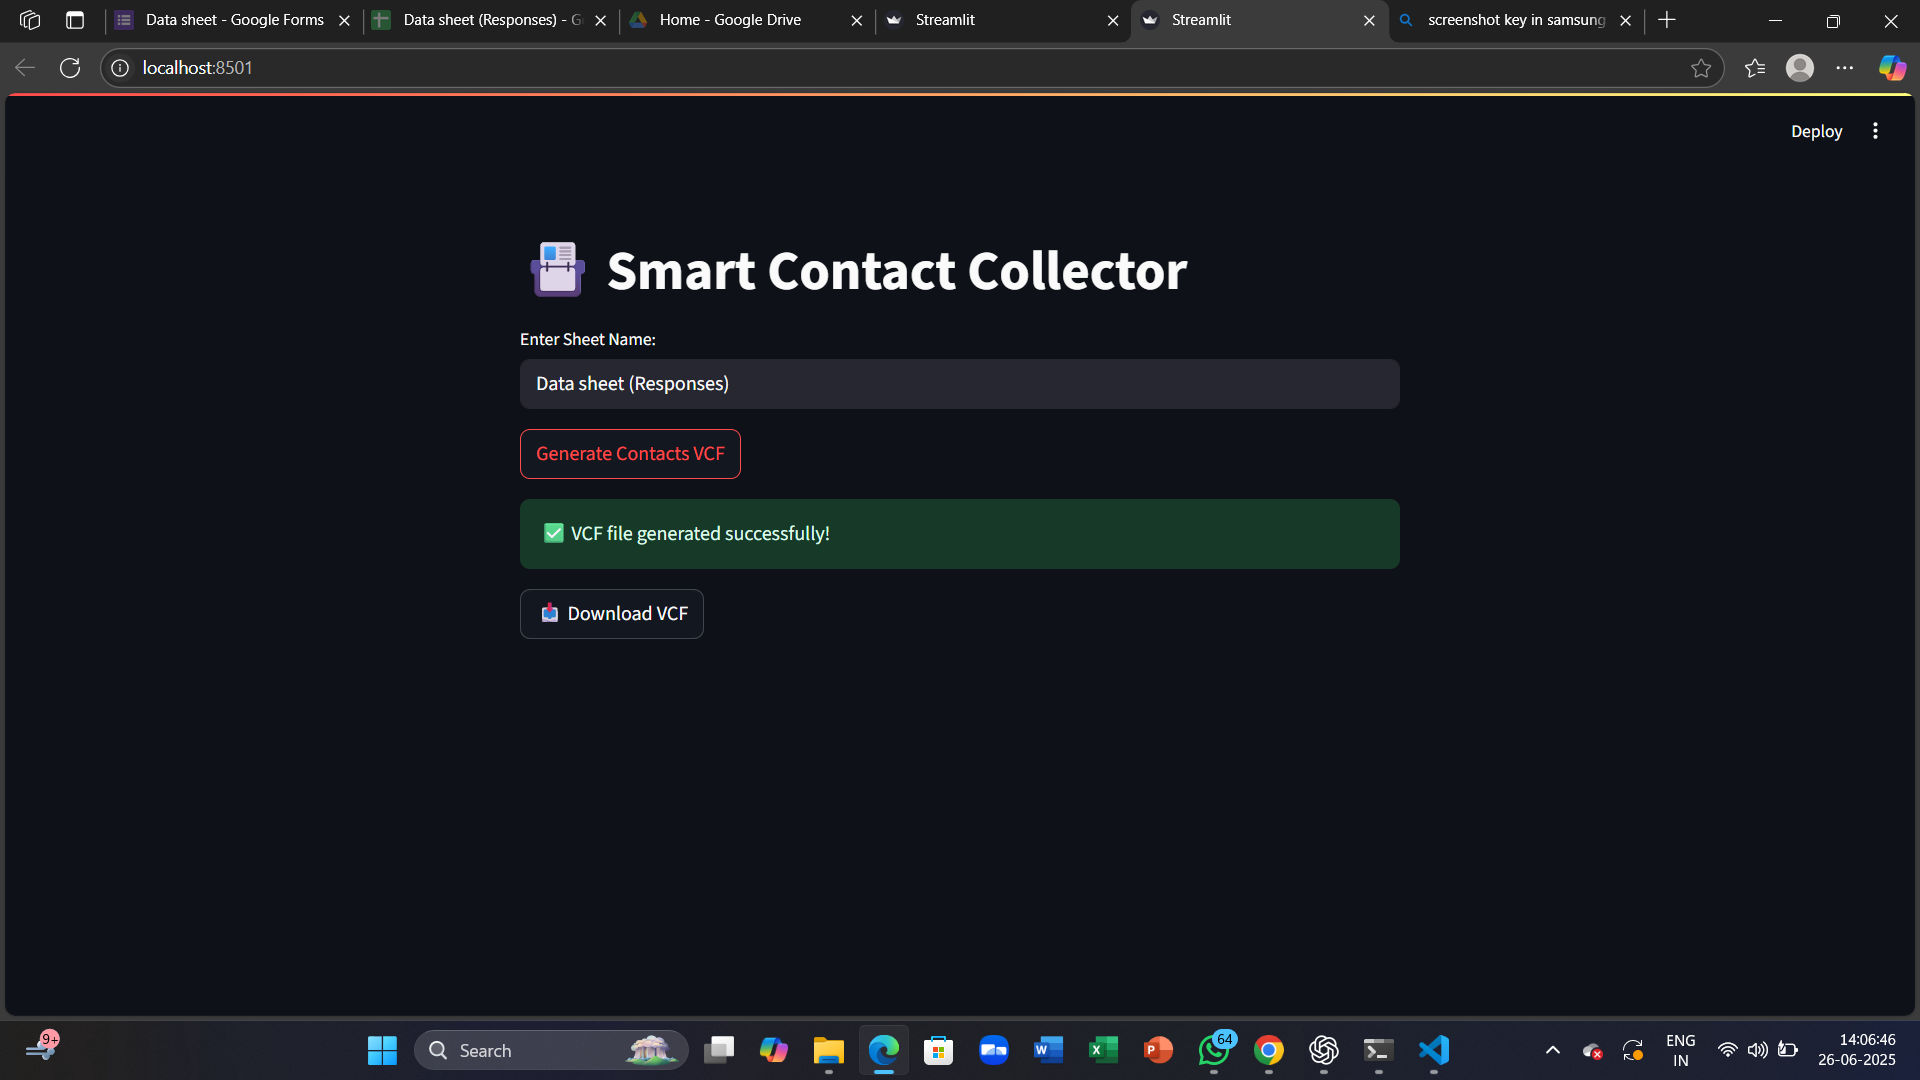 Data sheet - Google Forms
Data sheet (Responses) - G
Home - Google Drive
Streamlit
Streamlit
screenshot key in samsung
localhost:8501
Deploy
Smart Contact Collector
Enter Sheet Name:
Data sheet (Responses)
Generate Contacts VCF
VCF file generated successfully!
Download VCF
9+
Search
64
ENG
IN
14:06:46
26-06-2025